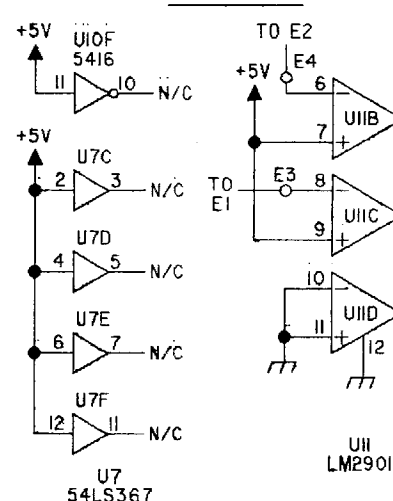 +5V
U10F
5416
11
10
N/C
+5V
U7C
2
3
N/C
U7D
4
5
N/C
U7E
6
7
N/C
U7F
12
11
N/C
U7
54LS367
TO E2
E4
+5V
6
U11B
7
TO
E1
E3
8
U11C
9
10
U11D
11
12
U11
LM2901